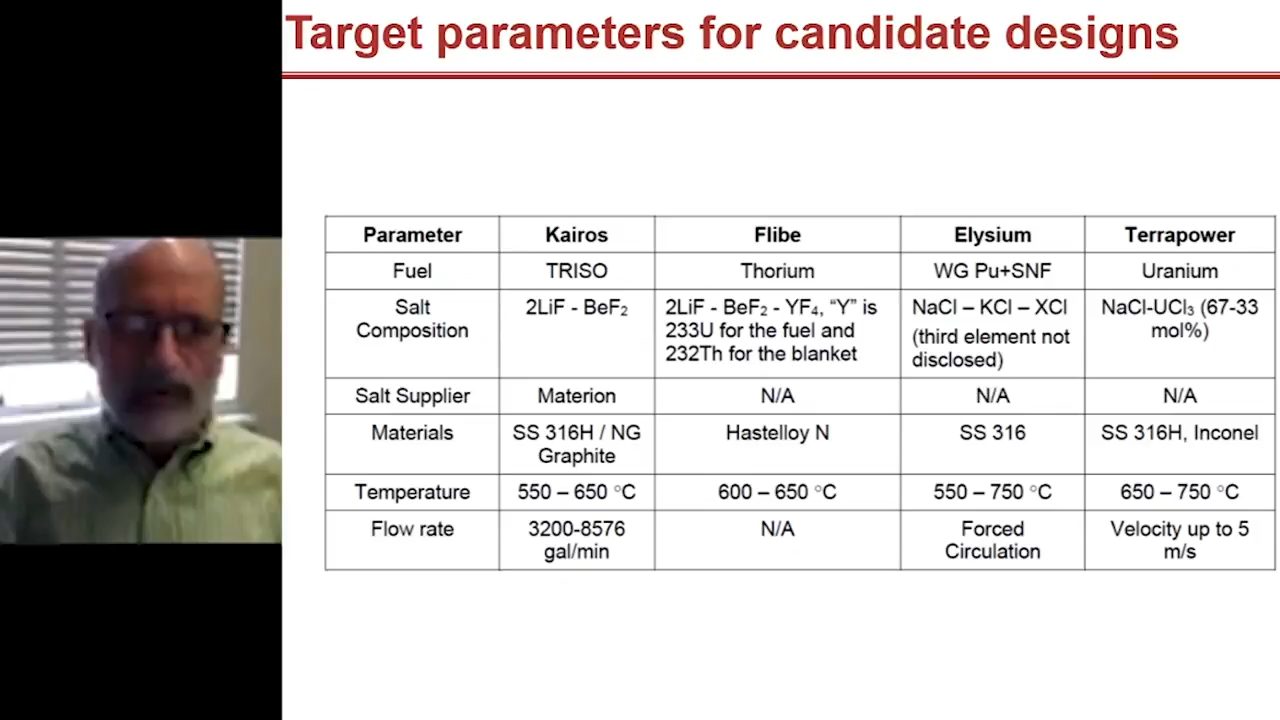 Target parameters for candidate designs
Parameter Kairos Flibe Elysium Terrapower
Fuel TRISO Thorium WG Pu+SNF Uranium
Salt Composition 2LiF - BeF₂ 2LiF - BeF₂ - YF₄, “Y” is 233U for the fuel and 232Th for the blanket NaCl – KCl – XCl (third element not disclosed) NaCl-UCl₃ (67-33 mol%)
Salt Supplier Materion N/A N/A N/A
Materials SS 316H / NG Graphite Hastelloy N SS 316 SS 316H, Inconel
Temperature 550 – 650 °C 600 – 650 °C 550 – 750 °C 650 – 750 °C
Flow rate 3200-8576 gal/min N/A Forced Circulation Velocity up to 5 m/s